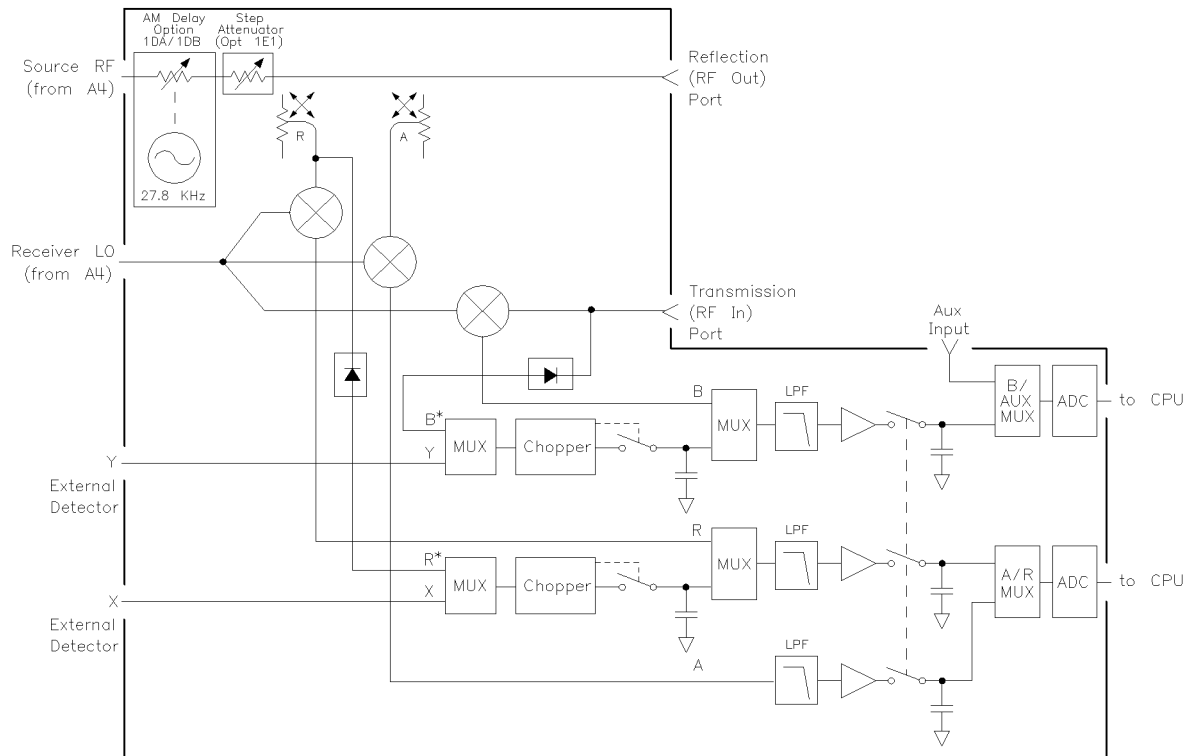 AM Delay
Option
1DA/1DB
Step
Attenuator
(Opt 1E1)
Source RF
(from A4)
Reflection
(RF Out)
Port
R
A
27.8 KHz
Receiver LO
(from A4)
Transmission
(RF In)
Port
Aux
Input
B
LPF
B/
AUX
MUX
ADC
to CPU
B*
MUX
Chopper
MUX
Y
Y
External
Detector
R
LPF
R*
MUX
Chopper
MUX
A/R
MUX
ADC
to CPU
X
X
External
Detector
A
LPF